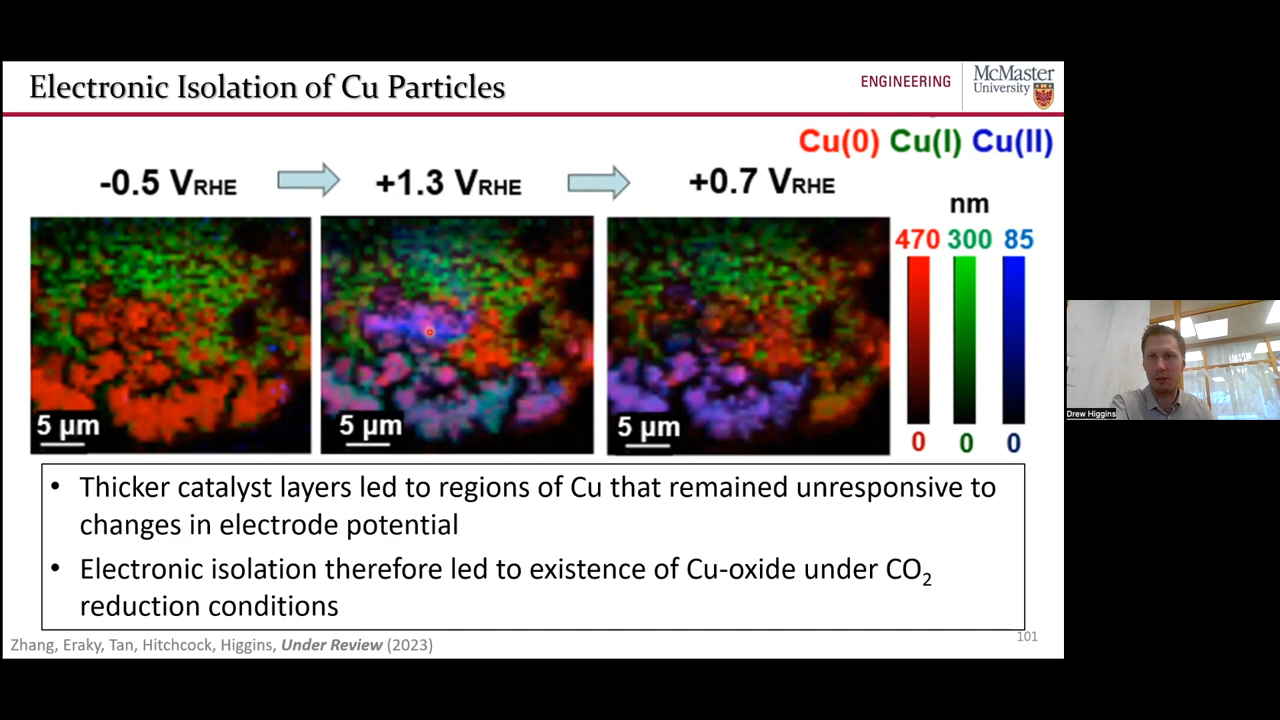 Electronic Isolation of Cu Particles
ENGINEERING
McMaster
University
Cu(0) Cu(I) Cu(II)
-0.5 VRHE
+1.3 VRHE
+0.7 VRHE
nm
470 300 85
5 µm
5 µm
5 µm
0 0 0
• Thicker catalyst layers led to regions of Cu that remained unresponsive to
changes in electrode potential
• Electronic isolation therefore led to existence of Cu-oxide under CO2
reduction conditions
Zhang, Eraky, Tan, Hitchcock, Higgins, Under Review (2023)
101
Drew Higgins